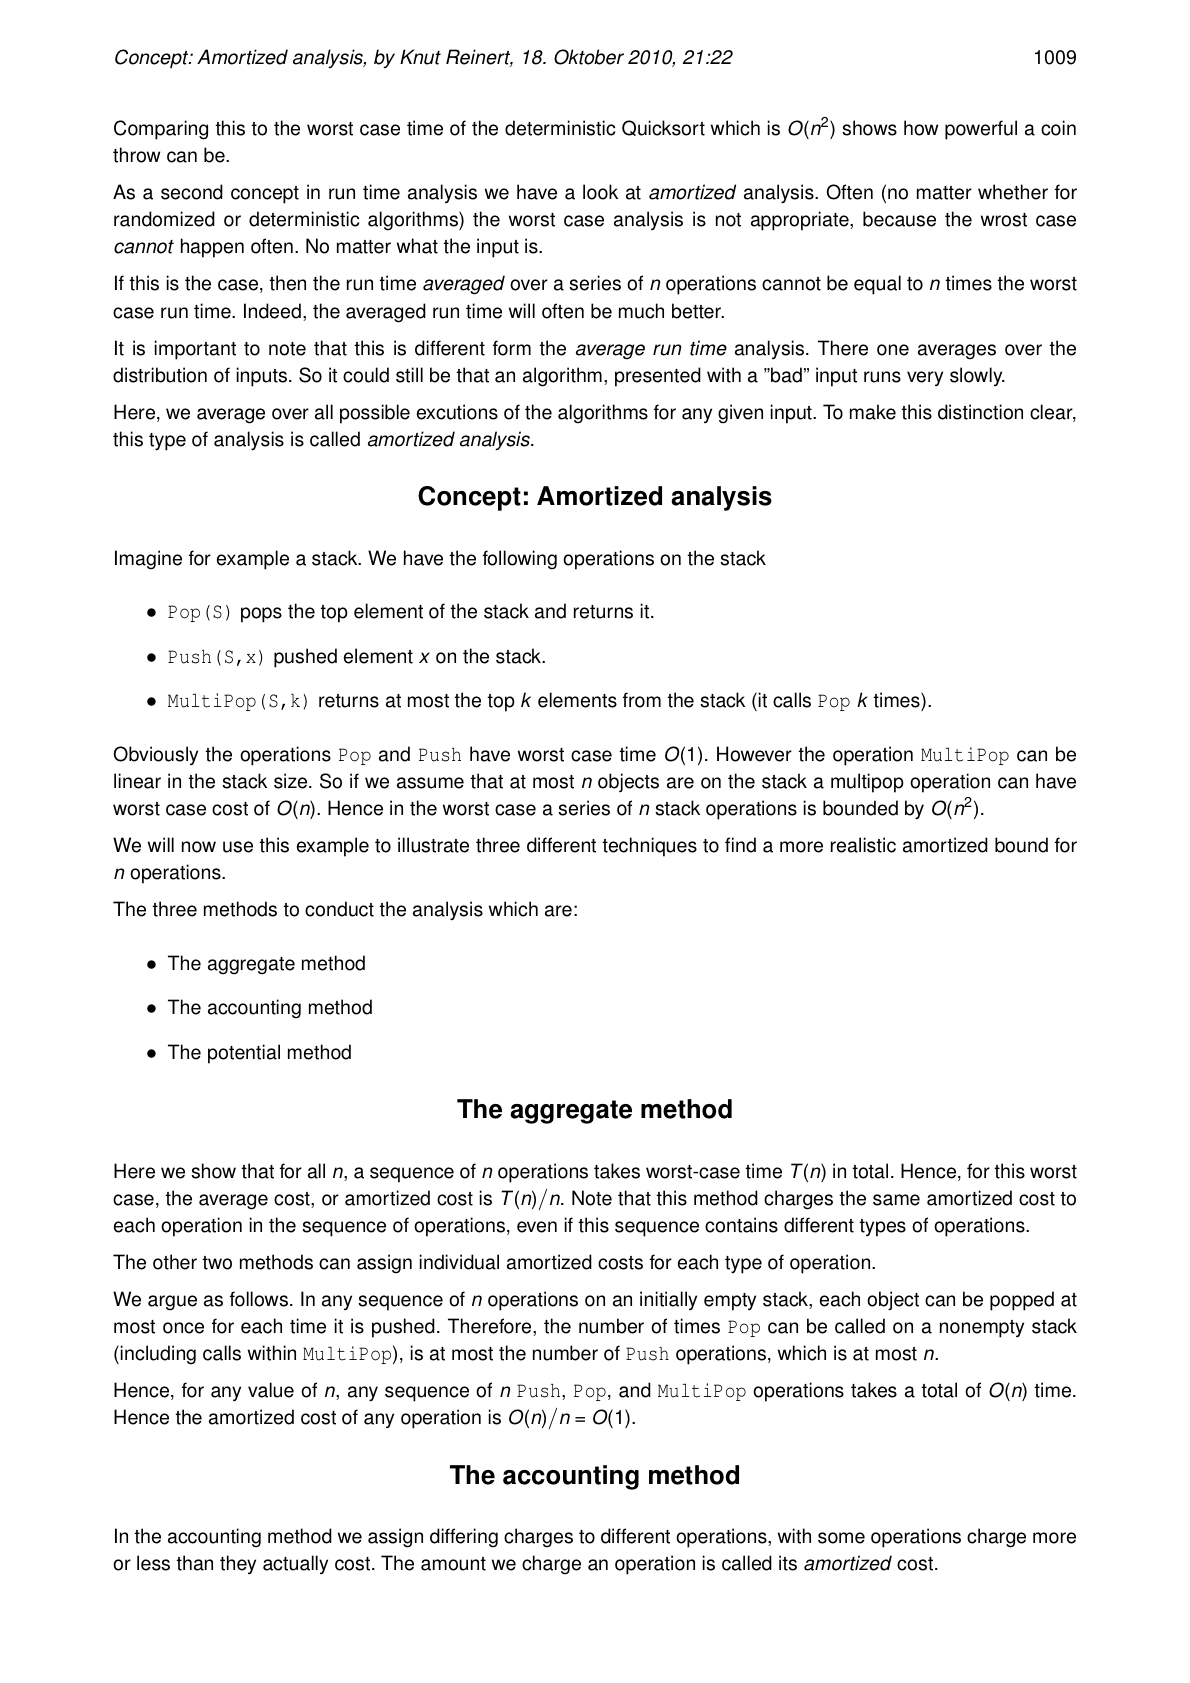 Concept: Amortized analysis, by Knut Reinert, 18. Oktober 2010, 21:22 1009
Comparing this to the worst case time of the deterministic Quicksort which is O(n²) shows how powerful a coin
throw can be.
As a second concept in run time analysis we have a look at amortized analysis. Often (no matter whether for
randomized or deterministic algorithms) the worst case analysis is not appropriate, because the wrost case
cannot happen often. No matter what the input is.
If this is the case, then the run time averaged over a series of n operations cannot be equal to n times the worst
case run time. Indeed, the averaged run time will often be much better.
It is important to note that this is different form the average run time analysis. There one averages over the
distribution of inputs. So it could still be that an algorithm, presented with a ”bad” input runs very slowly.
Here, we average over all possible excutions of the algorithms for any given input. To make this distinction clear,
this type of analysis is called amortized analysis.
Concept: Amortized analysis
Imagine for example a stack. We have the following operations on the stack
• Pop(S) pops the top element of the stack and returns it.
• Push(S,x) pushed element x on the stack.
• MultiPop(S,k) returns at most the top k elements from the stack (it calls Pop k times).
Obviously the operations Pop and Push have worst case time O(1). However the operation MultiPop can be
linear in the stack size. So if we assume that at most n objects are on the stack a multipop operation can have
worst case cost of O(n). Hence in the worst case a series of n stack operations is bounded by O(n²).
We will now use this example to illustrate three different techniques to find a more realistic amortized bound for
n operations.
The three methods to conduct the analysis which are:
• The aggregate method
• The accounting method
• The potential method
The aggregate method
Here we show that for all n, a sequence of n operations takes worst-case time T(n) in total. Hence, for this worst
case, the average cost, or amortized cost is T(n)/n. Note that this method charges the same amortized cost to
each operation in the sequence of operations, even if this sequence contains different types of operations.
The other two methods can assign individual amortized costs for each type of operation.
We argue as follows. In any sequence of n operations on an initially empty stack, each object can be popped at
most once for each time it is pushed. Therefore, the number of times Pop can be called on a nonempty stack
(including calls within MultiPop), is at most the number of Push operations, which is at most n.
Hence, for any value of n, any sequence of n Push, Pop, and MultiPop operations takes a total of O(n) time.
Hence the amortized cost of any operation is O(n)/n = O(1).
The accounting method
In the accounting method we assign differing charges to different operations, with some operations charge more
or less than they actually cost. The amount we charge an operation is called its amortized cost.